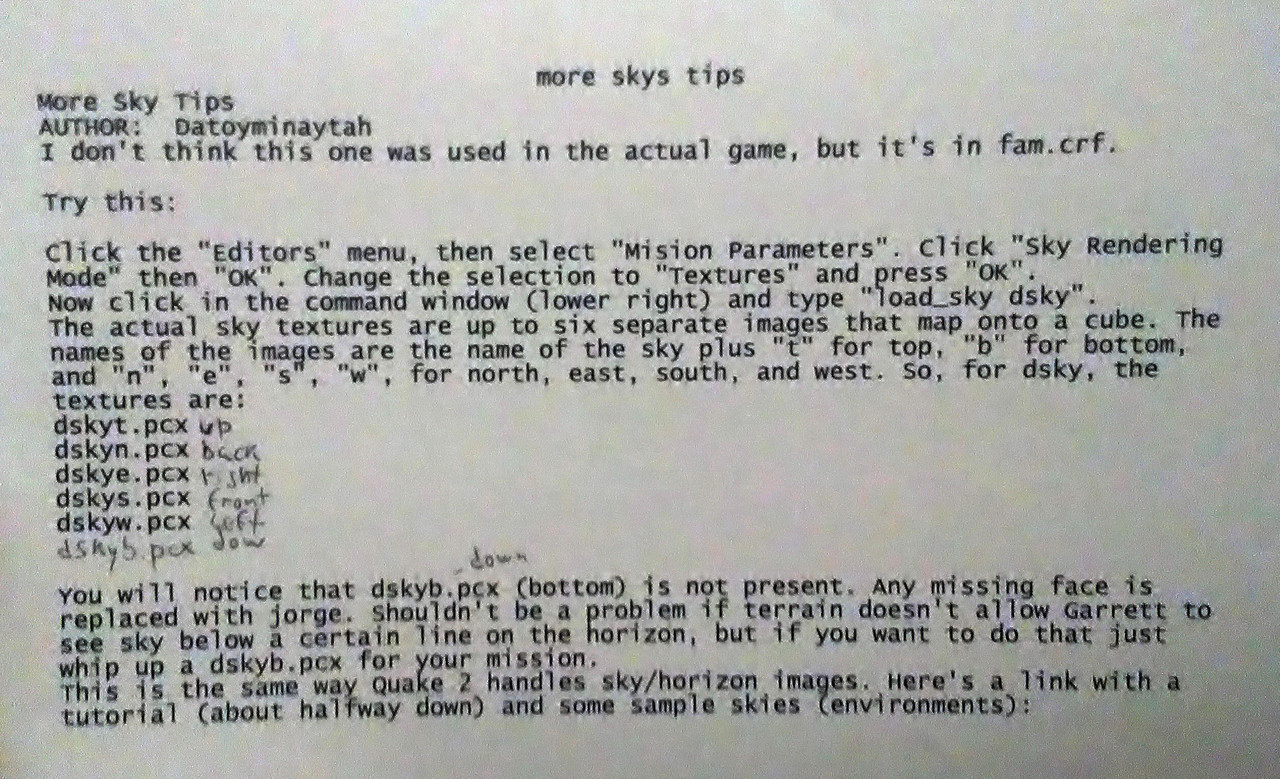 more skys tips
More Sky Tips
AUTHOR:  Datoyminaytah
I don't think this one was used in the actual game, but it's in fam.crf.
Try this:
Click the "Editors" menu, then select "Mision Parameters". Click "Sky Rendering
Mode" then "OK". Change the selection to "Textures" and press "OK".
Now click in the command window (lower right) and type "load_sky dsky".
The actual sky textures are up to six separate images that map onto a cube. The
names of the images are the name of the sky plus "t" for top, "b" for bottom,
and "n", "e", "s", "w", for north, east, south, and west. So, for dsky, the
textures are:
dskyt.pcx up
dskyn.pcx back
dskye.pcx right
dskys.pcx front
dskyw.pcx left
dskyb.pcx dow
down
You will notice that dskyb.pcx (bottom) is not present. Any missing face is
replaced with jorge. Shouldn't be a problem if terrain doesn't allow Garrett to
see sky below a certain line on the horizon, but if you want to do that just
whip up a dskyb.pcx for your mission.
This is the same way Quake 2 handles sky/horizon images. Here's a link with a
tutorial (about halfway down) and some sample skies (environments):